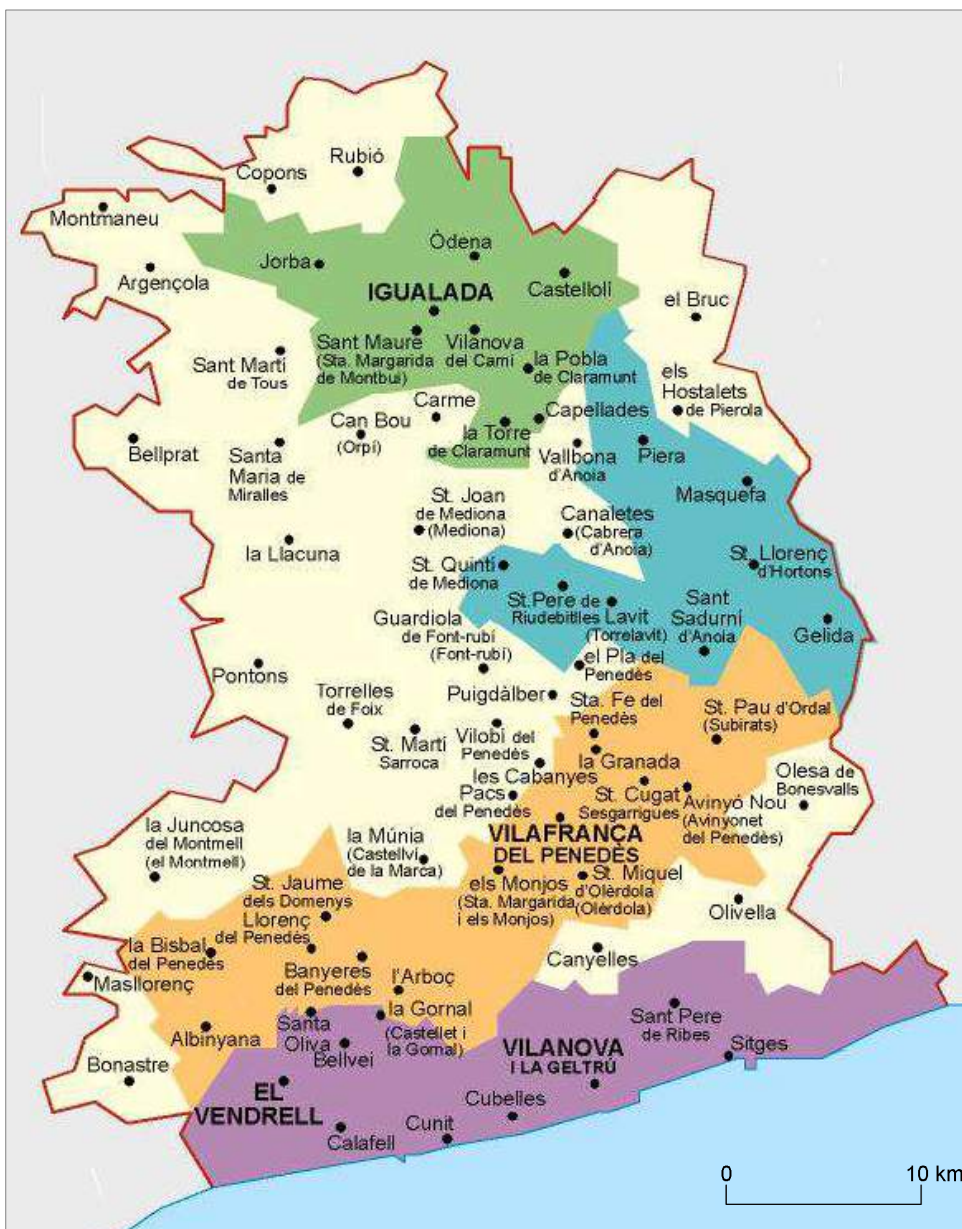 Rubió
Copons
Montmaneu
Òdena
Jorba
Argençola
Castellolí
IGUALADA
el Bruc
Sant Maure
(Sta. Margarida
de Montbui)
Vilanova
del Camí
Sant Martí
de Tous
la Pobla
de Claramunt
els
Hostalets
de Pierola
Carme
Capellades
Can Bou
(Orpí)
la Torre
de Claramunt
Bellprat
Santa
Maria de
Miralles
Vallbona
d'Anoia
Piera
Masquefa
St. Joan
de Mediona
(Mediona)
Canaletes
(Cabrera
d'Anoia)
la Llacuna
St. Quintí
de Mediona
St. Llorenç
d'Hortons
St. Pere de
Riudebitlles
Lavit
(Torrelavit)
Sant
Sadurní
d'Anoia
Gelida
Guardiola
de Font-rubí
(Font-rubí)
el Pla del
Penedès
Pontons
Puigdàlber
Torrelles
de Foix
Sta. Fe del
Penedès
St. Pau d'Ordal
(Subirats)
St. Martí
Sarroca
Vilobí del
Penedès
la Granada
les Cabanyes
Olesa de
Bonesvalls
Pacs
del Penedès
St. Cugat
Sesgarrigues
Avinyó Nou
(Avinyonet
del Penedès)
la Juncosa
del Montmell
(el Montmell)
la Múnia
(Castellví
de la Marca)
VILAFRANÇA
DEL PENEDÈS
St. Jaume
dels Domenys
els Monjos
(Sta. Margarida
i els Monjos)
St. Miquel
d'Olèrdola
(Olèrdola)
Olivella
Llorenç
del Penedès
la Bisbal
del Penedès
Canyelles
Masllorenç
Banyeres
del Penedès
l'Arboç
la Gornal
(Castellet i
la Gornal)
Sant Pere
de Ribes
Albinyana
Santa
Oliva
Bellvei
VILANOVA
I LA GELTRÚ
Sitges
Bonastre
EL
VENDRELL
Cubelles
Cunit
Calafell
0 10 km